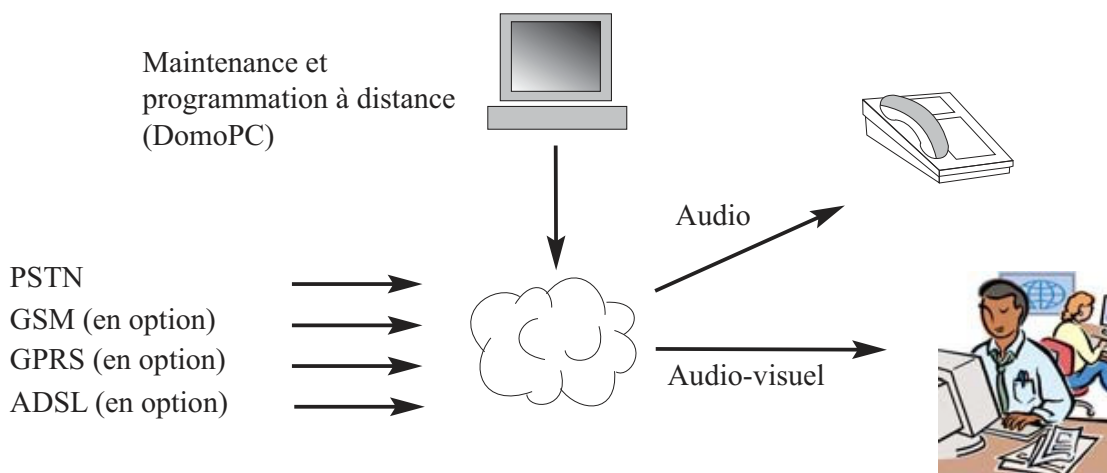 Maintenance et
programmation à distance
(DomoPC)
Audio
PSTN
GSM (en option)
GPRS (en option)
ADSL (en option)
Audio-visuel